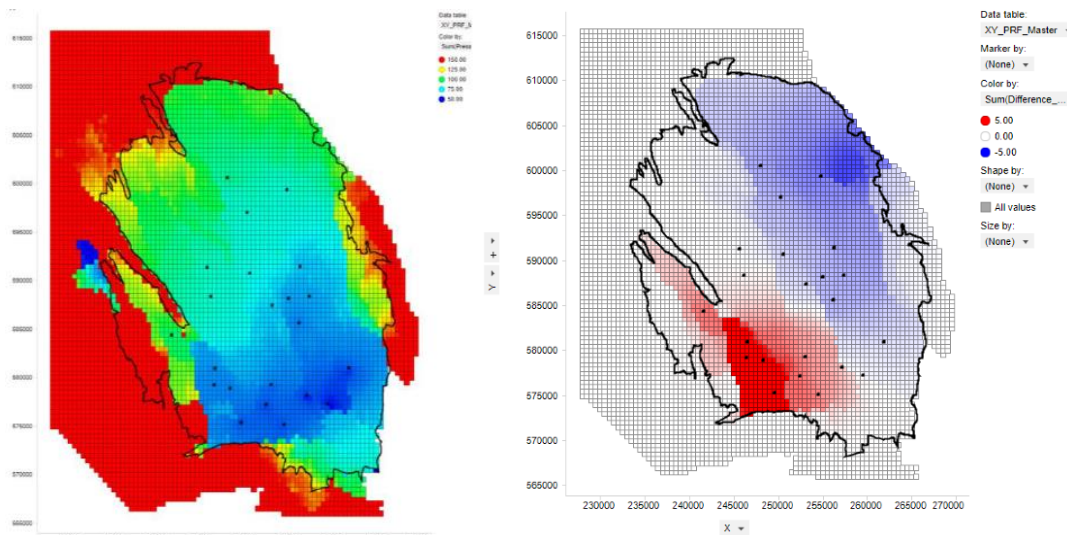 Data table:
XY_PRF_M
Color by:
Sum(Press
150.00
125.00
100.00
75.00
50.00
615000
610000
605000
600000
595000
590000
585000
580000
575000
570000
565000
Y
615000
610000
605000
600000
595000
590000
585000
580000
575000
570000
565000
230000 235000 240000 245000 250000 255000 260000 265000 270000
X
Data table:
XY_PRF_Master
Marker by:
(None)
Color by:
Sum(Difference_...
5.00
0.00
-5.00
Shape by:
(None)
All values
Size by:
(None)